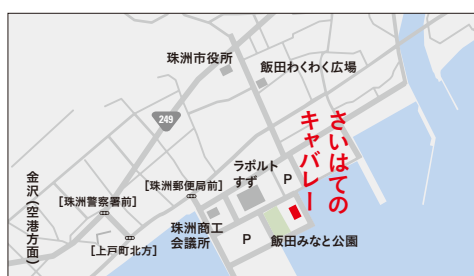 珠洲市役所
飯田わくわく広場
249
さいはての
キャバレー
ラポルト
すず
P
[珠洲郵便局前]
[珠洲警察署前]
金沢(空港方面)
珠洲商工
会議所
[上戸町北方]
P
飯田みなと公園